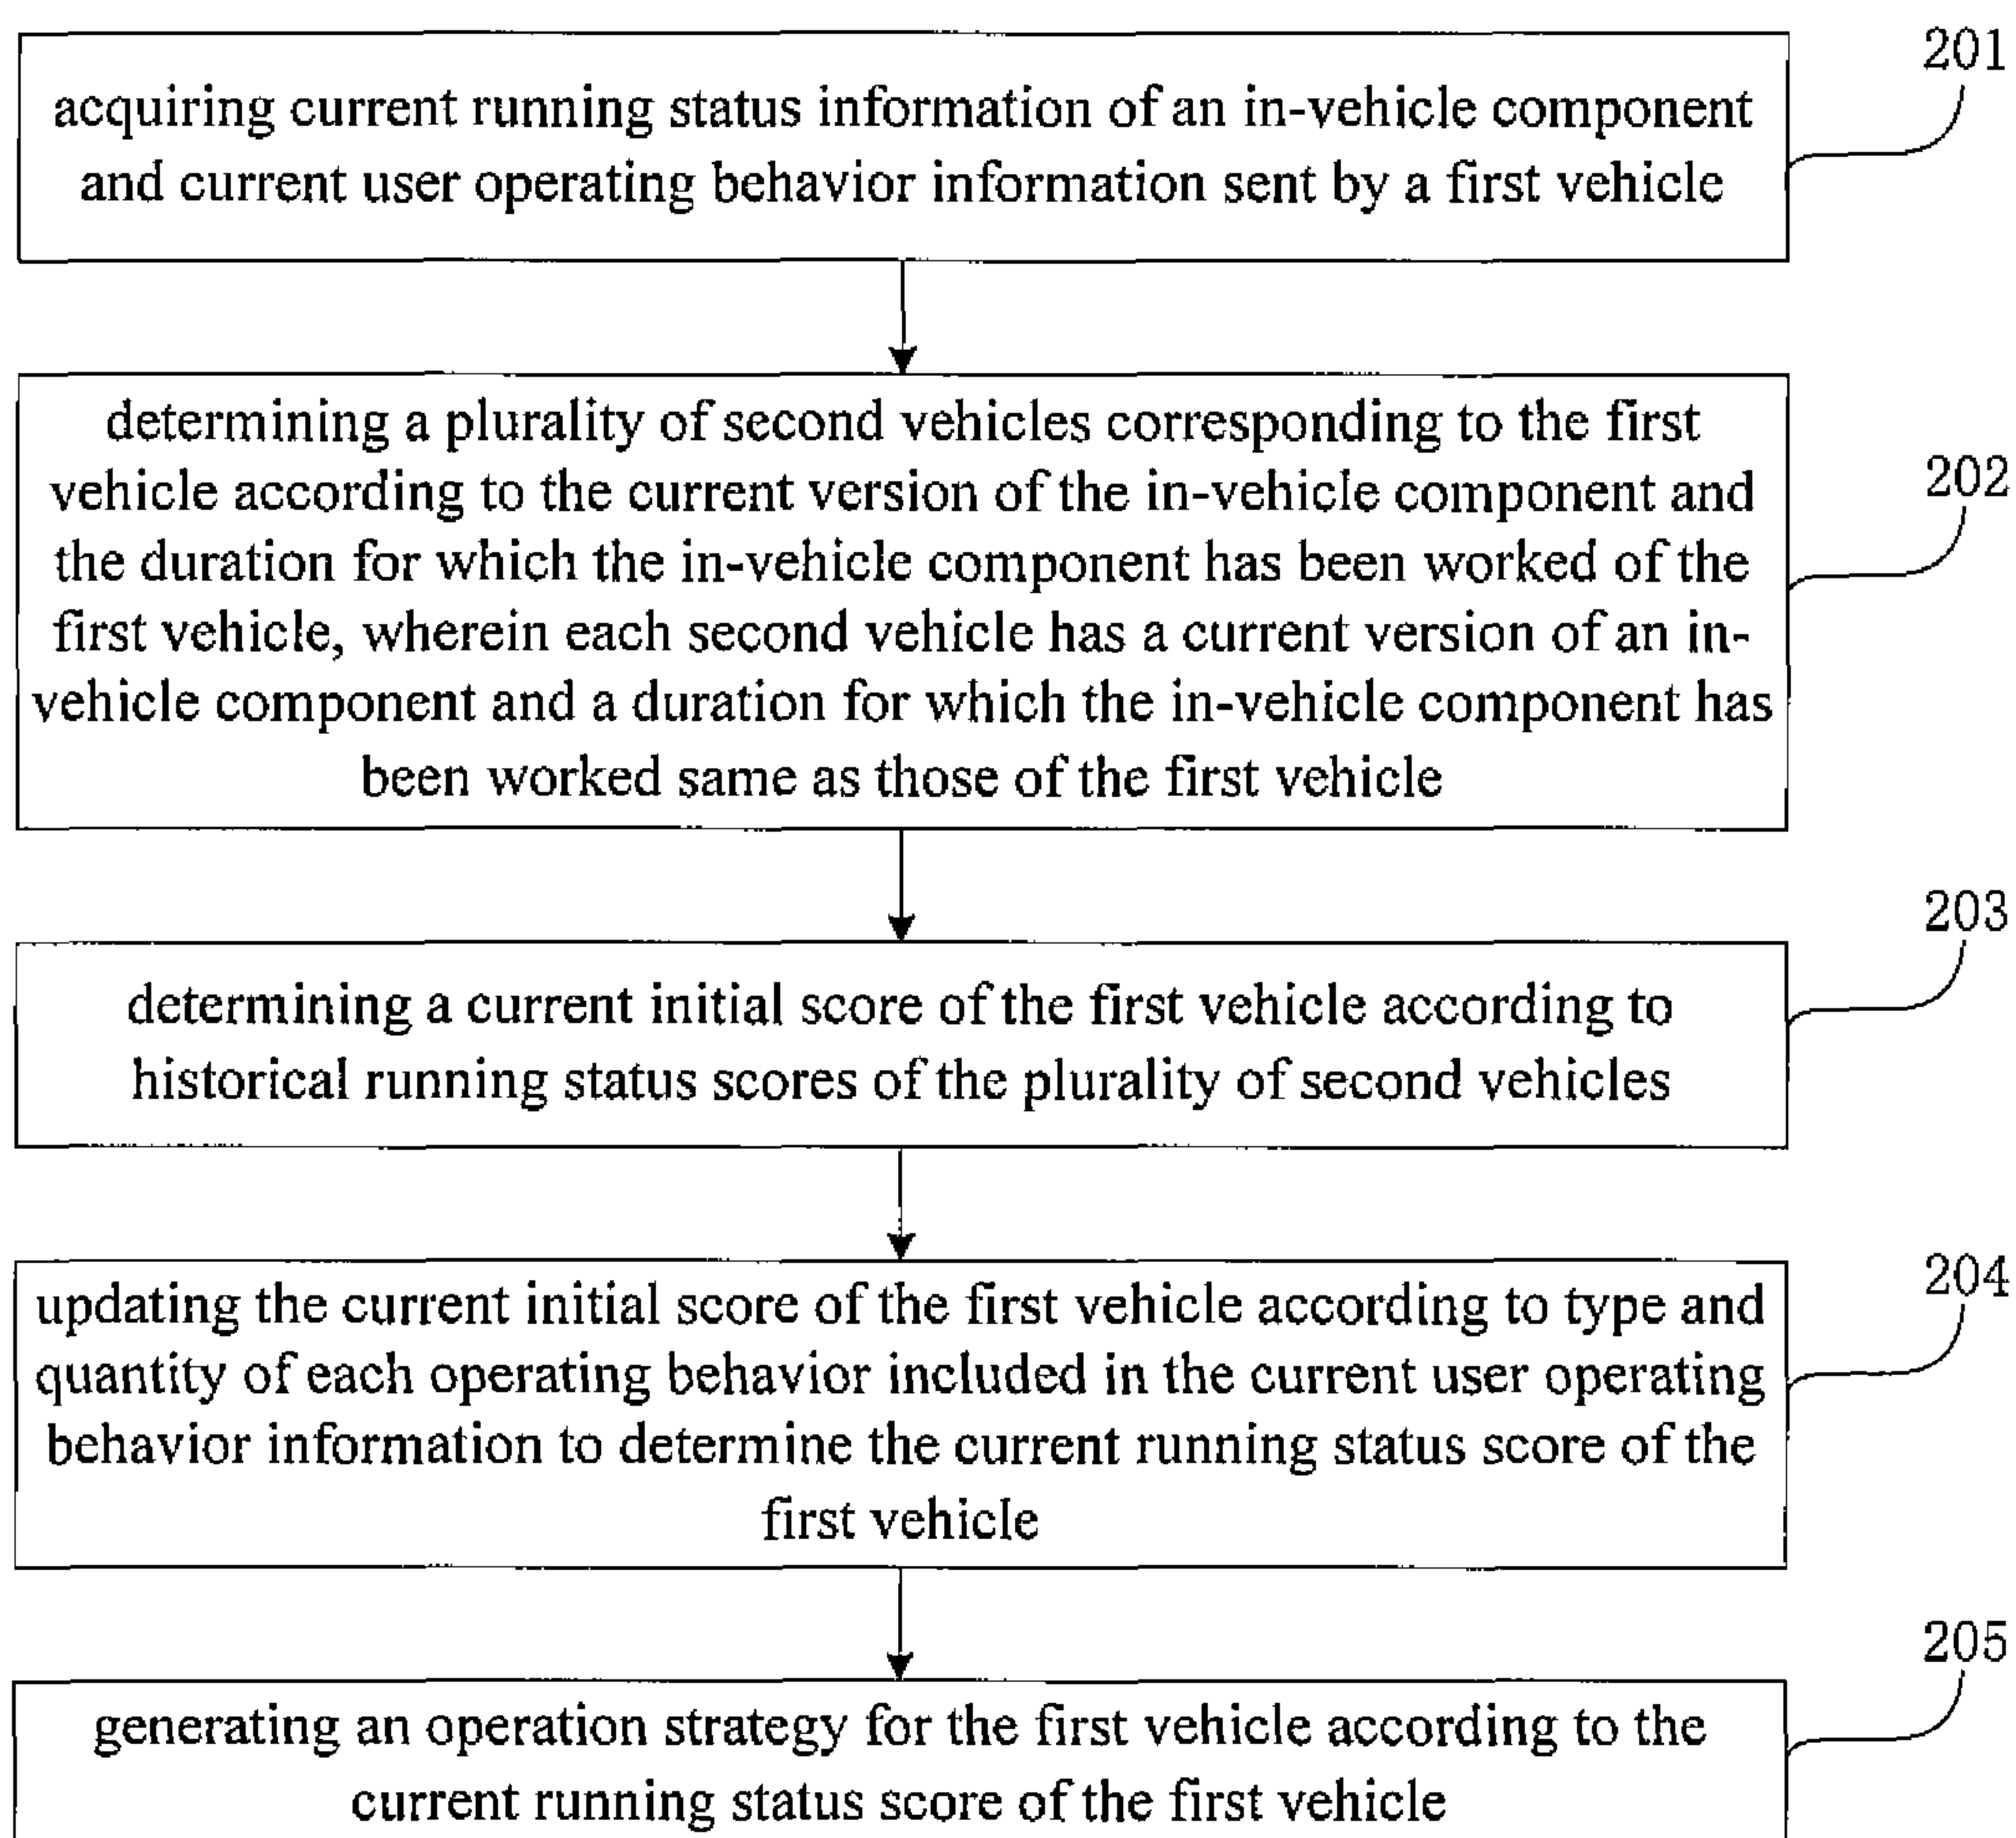 201
acquiring current running status information of an in-vehicle component
and current user operating behavior information sent by a first vehicle
determining a plurality of second vehicles corresponding to the first
vehicle according to the current version of the in-vehicle component and
202
the duration for which the in-vehicle component has been worked of the
first vehicle, wherein each second vehicle has a current version of an in-
vehicle component and a duration for which the in-vehicle component has
been worked same as those of the first vehicle
203
determining a current initial score of the first vehicle according to
historical running status scores of the plurality of second vehicles
204
updating the current initial score of the first vehicle according to type and
quantity of each operating behavior included in the current user operating
behavior information to determine the current running status score of the
first vehicle
205
generating an operation strategy for the first vehicle according to the
current running status score of the first vehicle